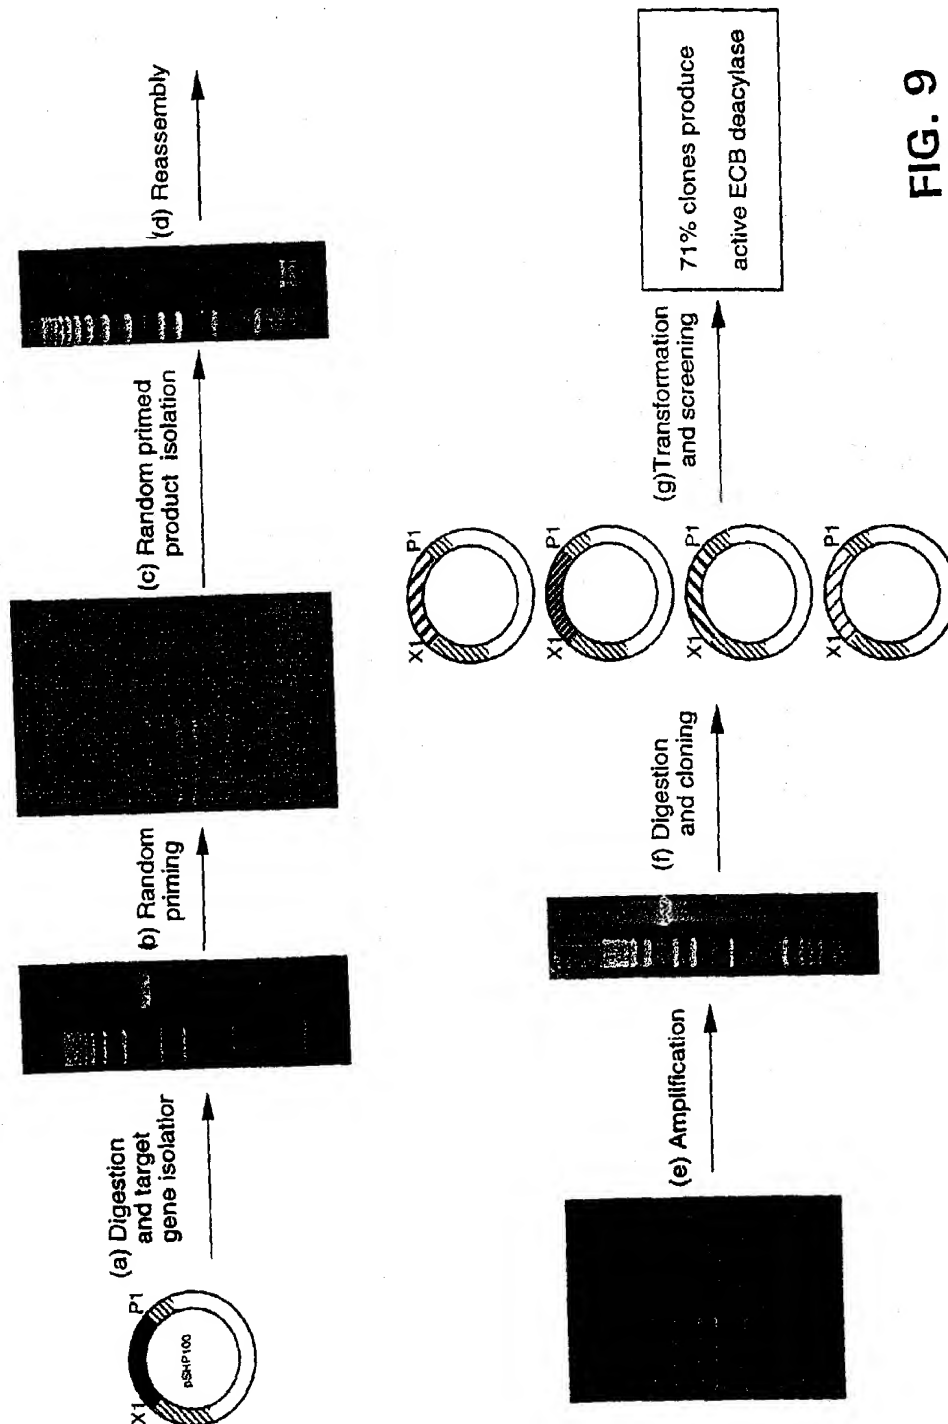 X1
P1
pSHP100
(a) Digestion
and target
gene isolation
(b) Random
priming
(c) Random primed
product isolation
(d) Reassembly
(e) Amplification
(f) Digestion
and cloning
X1
P1
X1
P1
X1
P1
X1
P1
(g)Transformation
and screening
71% clones produce
active ECB deacylase
FIG. 9